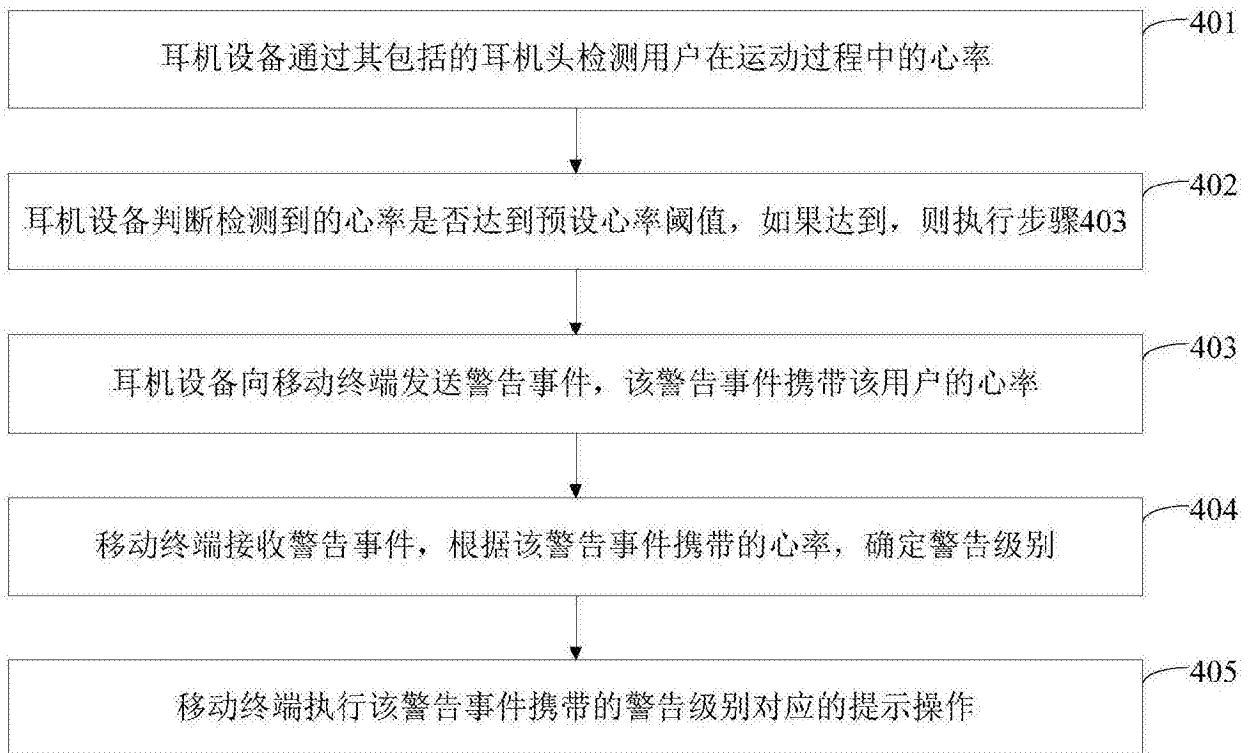 401
耳机设备通过其包括的耳机头检测用户在运动过程中的心率
402
耳机设备判断检测到的心率是否达到预设心率阈值，如果达到，则执行步骤403
403
耳机设备向移动终端发送警告事件，该警告事件携带该用户的心率
404
移动终端接收警告事件，根据该警告事件携带的心率，确定警告级别
405
移动终端执行该警告事件携带的警告级别对应的提示操作